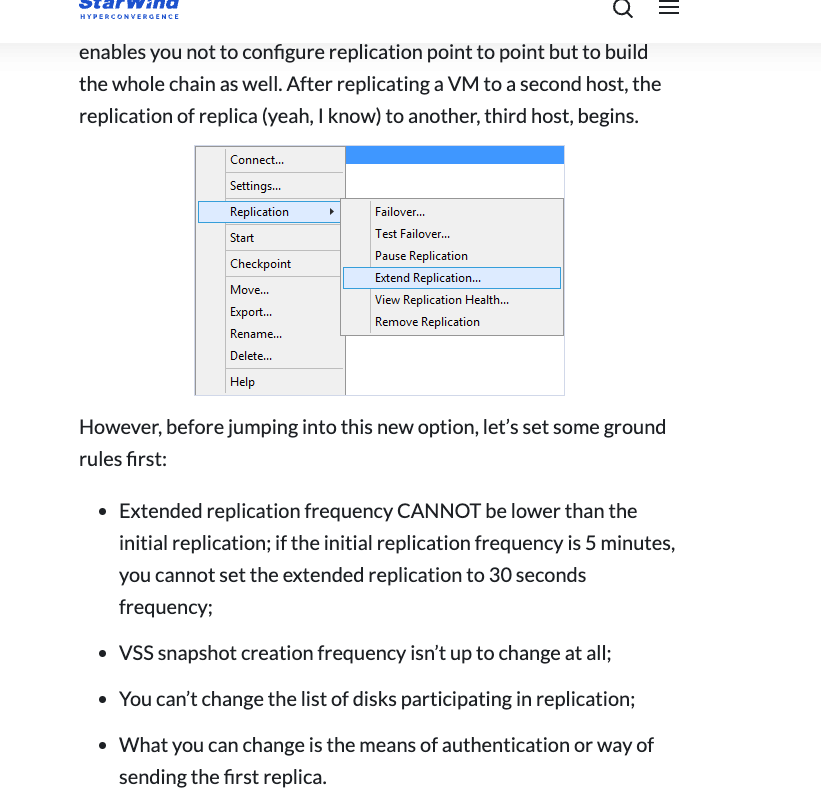 StarWind
HYPERCONVERGENCE
enables you not to configure replication point to point but to build
the whole chain as well. After replicating a VM to a second host, the
replication of replica (yeah, I know) to another, third host, begins.
Connect...
Settings...
Replication
Start
Checkpoint
Move...
Export...
Rename...
Delete...
Help
Failover...
Test Failover...
Pause Replication
Extend Replication...
View Replication Health...
Remove Replication
However, before jumping into this new option, let’s set some ground
rules first:
• Extended replication frequency CANNOT be lower than the
initial replication; if the initial replication frequency is 5 minutes,
you cannot set the extended replication to 30 seconds
frequency;
• VSS snapshot creation frequency isn’t up to change at all;
• You can’t change the list of disks participating in replication;
• What you can change is the means of authentication or way of
sending the first replica.